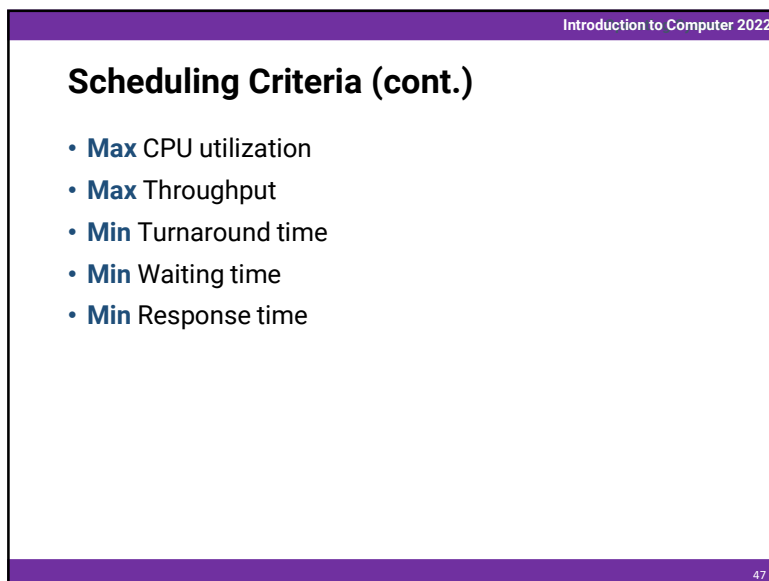 Introduction to Computer 2022
Scheduling Criteria (cont.)
• Max CPU utilization
• Max Throughput
• Min Turnaround time
• Min Waiting time
• Min Response time
47